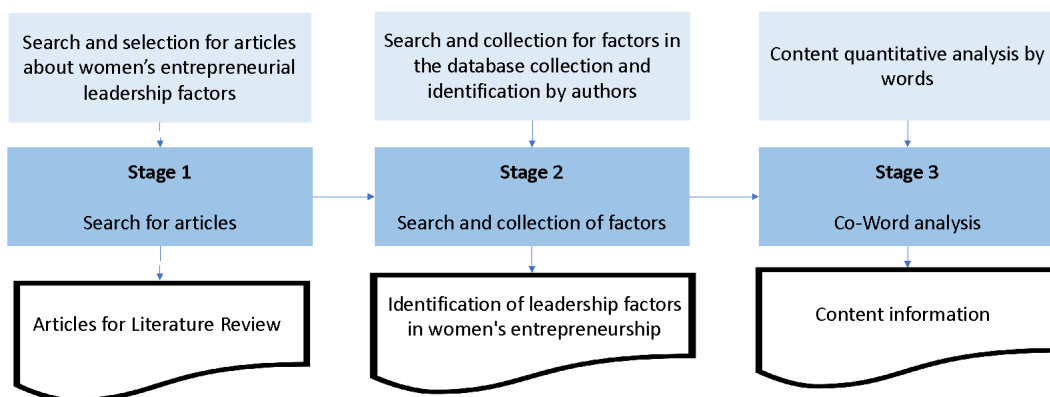 Search and selection for articles
about women’s entrepreneurial
leadership factors
Search and collection for factors in
the database collection and
identification by authors
Content quantitative analysis by
words
Stage 1
Search for articles
Stage 2
Search and collection of factors
Stage 3
Co-Word analysis
Articles for Literature Review
Identification of leadership factors
in women's entrepreneurship
Content information